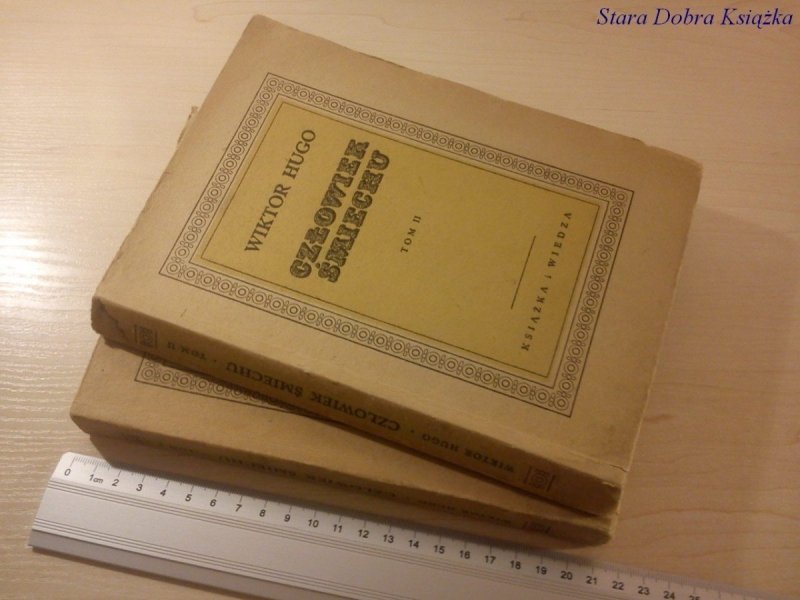 Stara Dobra Książka
WIKTOR HUGO
CZŁOWIEK
ŚMIECHU
TOM II
KSIĄŻKA i WIEDZA
WIKTOR HUGO • CZŁOWIEK ŚMIECHU • TOM II
0 1cm 2 3 4 5 6 7 8 9 10 11 12 13 14 15 16 17 18 19 20 21 22 23 24 25